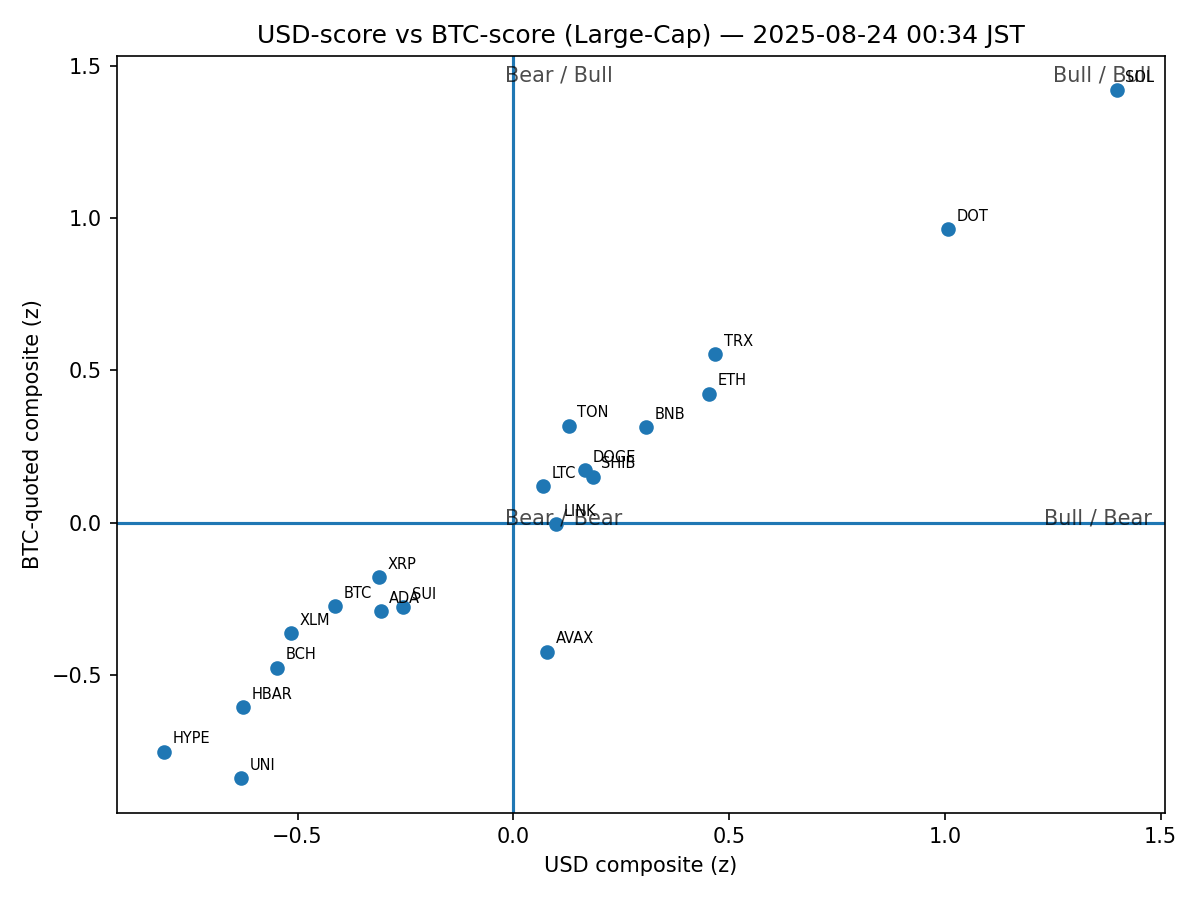 USD-score vs BTC-score (Large-Cap) — 2025-08-24 00:34 JST
1.5
Bear / Bull
Bull / Bull
SOL
1.0
DOT
TRX
0.5
ETH
TON
BNB
DOGE
SHIB
LTC
LINK
0.0
Bear / Bear
Bull / Bear
XRP
BTC
ADA
SUI
XLM
AVAX
BCH
−0.5
HBAR
HYPE
UNI
−0.5
0.0
0.5
1.0
1.5
USD composite (z)
BTC-quoted composite (z)